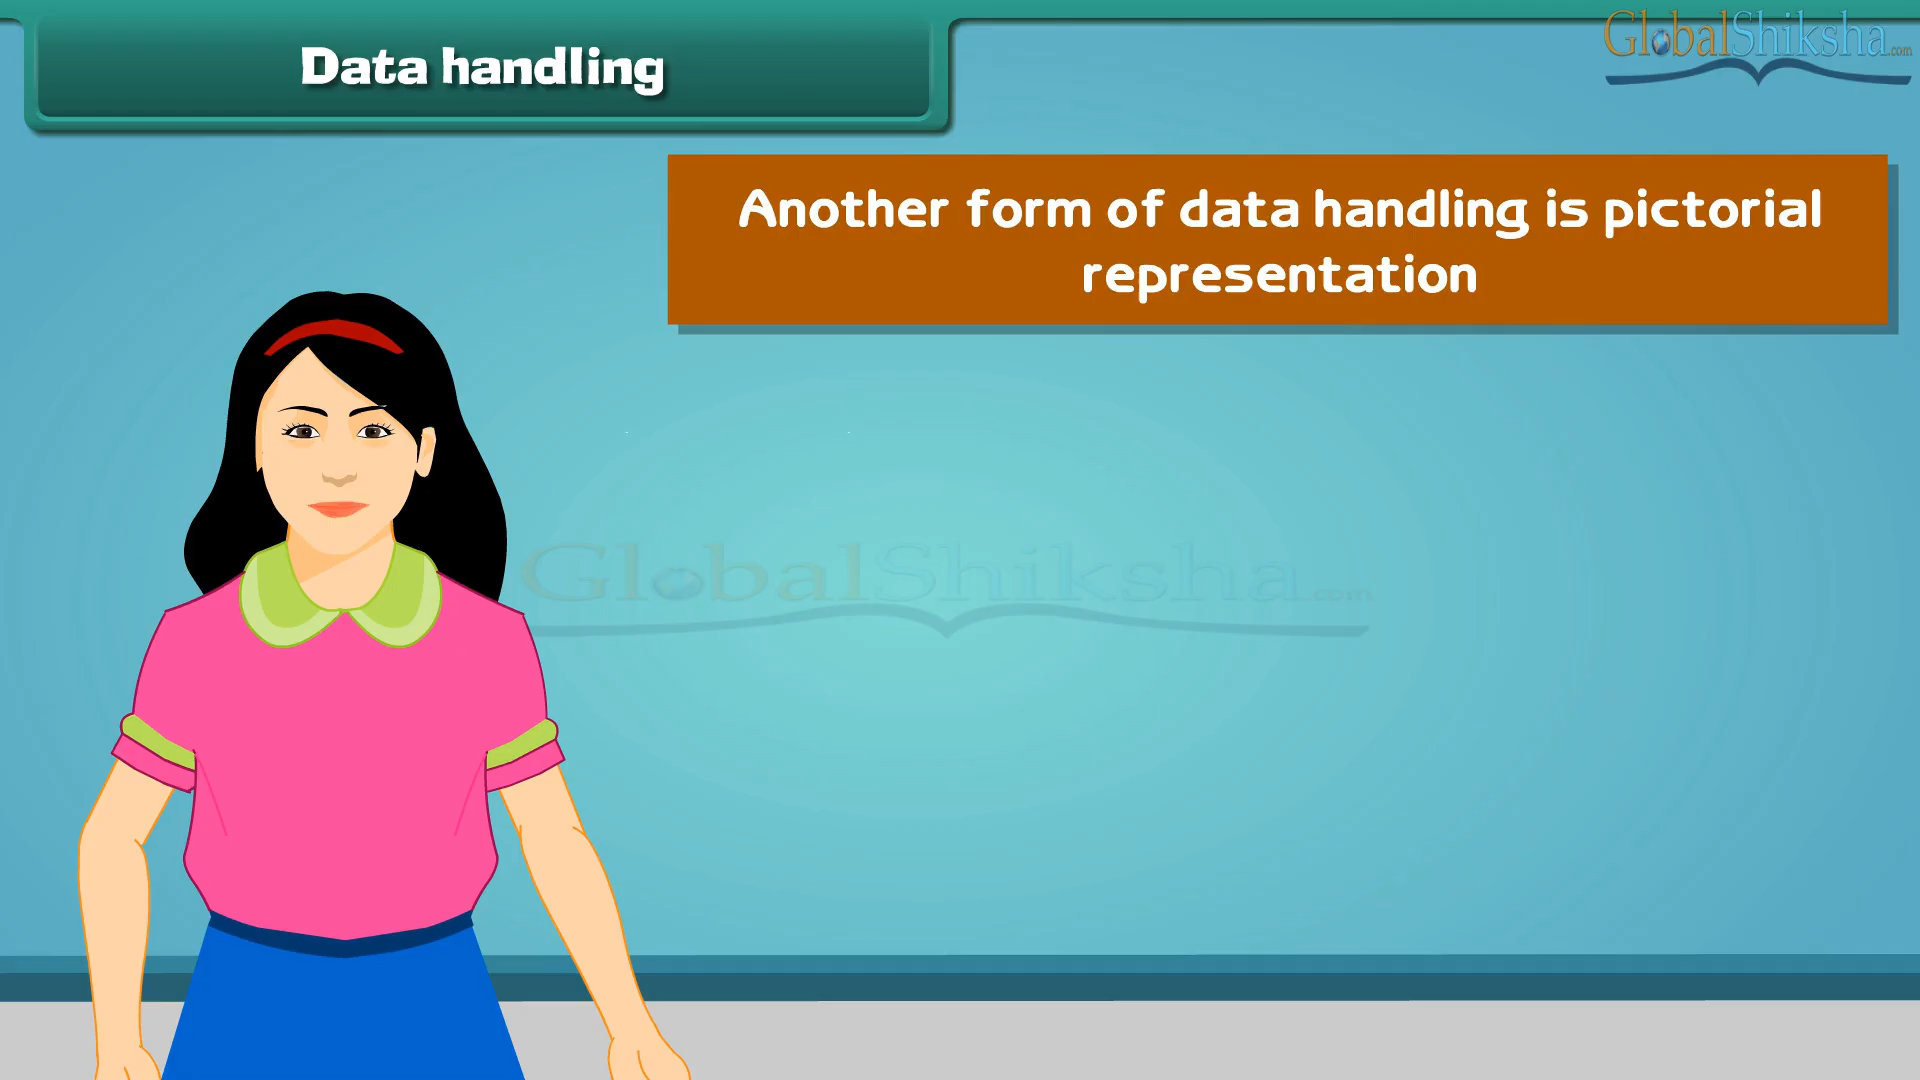 Data handling
GlobalShiksha.com
Another form of data handling is pictorial
representation
GlobalShiksha.com